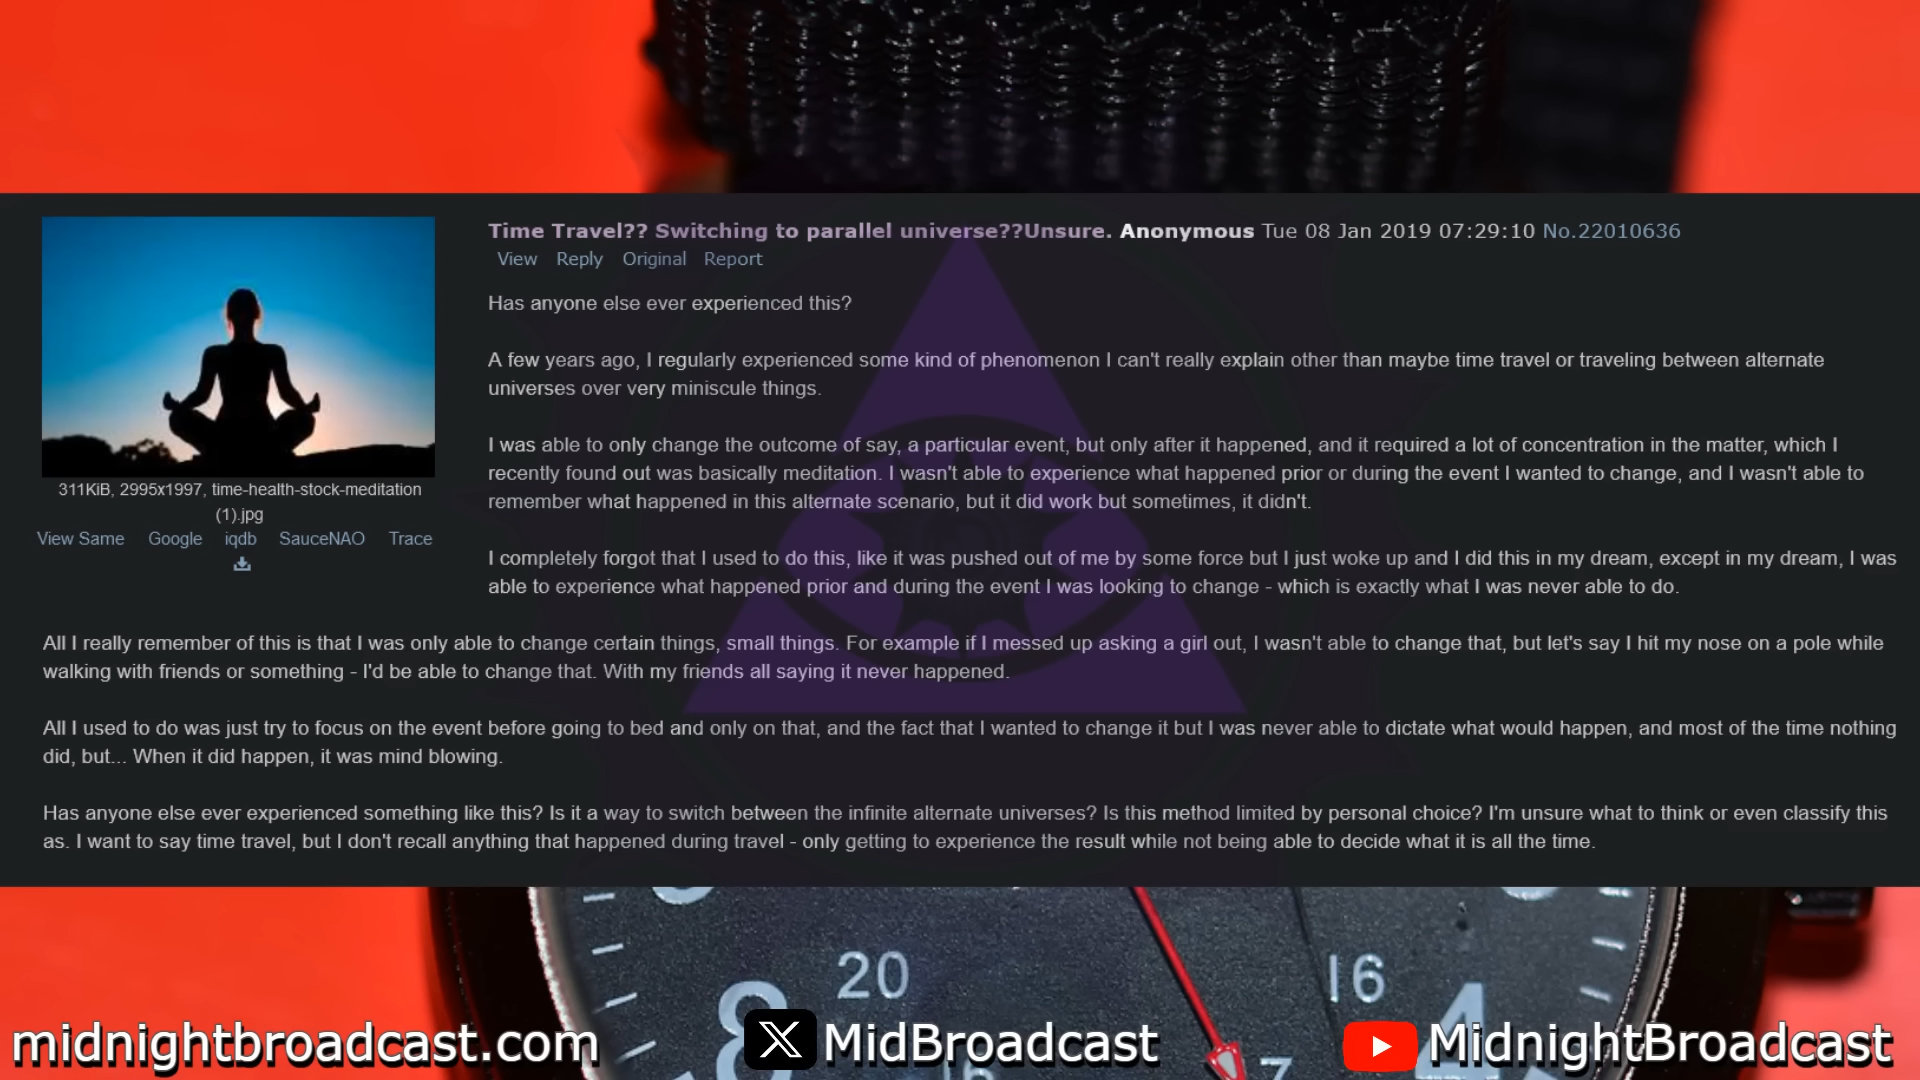 Time Travel?? Switching to parallel universe??Unsure. Anonymous Tue 08 Jan 2019 07:29:10 No.22010636
View Reply Original Report
Has anyone else ever experienced this?
A few years ago, I regularly experienced some kind of phenomenon I can't really explain other than maybe time travel or traveling between alternate
universes over very miniscule things.
I was able to only change the outcome of say, a particular event, but only after it happened, and it required a lot of concentration in the matter, which I
recently found out was basically meditation. I wasn't able to experience what happened prior or during the event I wanted to change, and I wasn't able to
remember what happened in this alternate scenario, but it did work but sometimes, it didn't.
311KiB, 2995x1997, time-health-stock-meditation
(1).jpg
View Same Google iqdb SauceNAO Trace
I completely forgot that I used to do this, like it was pushed out of me by some force but I just woke up and I did this in my dream, except in my dream, I was
able to experience what happened prior and during the event I was looking to change - which is exactly what I was never able to do.
All I really remember of this is that I was only able to change certain things, small things. For example if I messed up asking a girl out, I wasn't able to change that, but let's say I hit my nose on a pole while
walking with friends or something - I'd be able to change that. With my friends all saying it never happened.
All I used to do was just try to focus on the event before going to bed and only on that, and the fact that I wanted to change it but I was never able to dictate what would happen, and most of the time nothing
did, but... When it did happen, it was mind blowing.
Has anyone else ever experienced something like this? Is it a way to switch between the infinite alternate universes? Is this method limited by personal choice? I'm unsure what to think or even classify this
as. I want to say time travel, but I don't recall anything that happened during travel - only getting to experience the result while not being able to decide what it is all the time.
20 16
8 4
midnightbroadcast.com MidBroadcast MidnightBroadcast